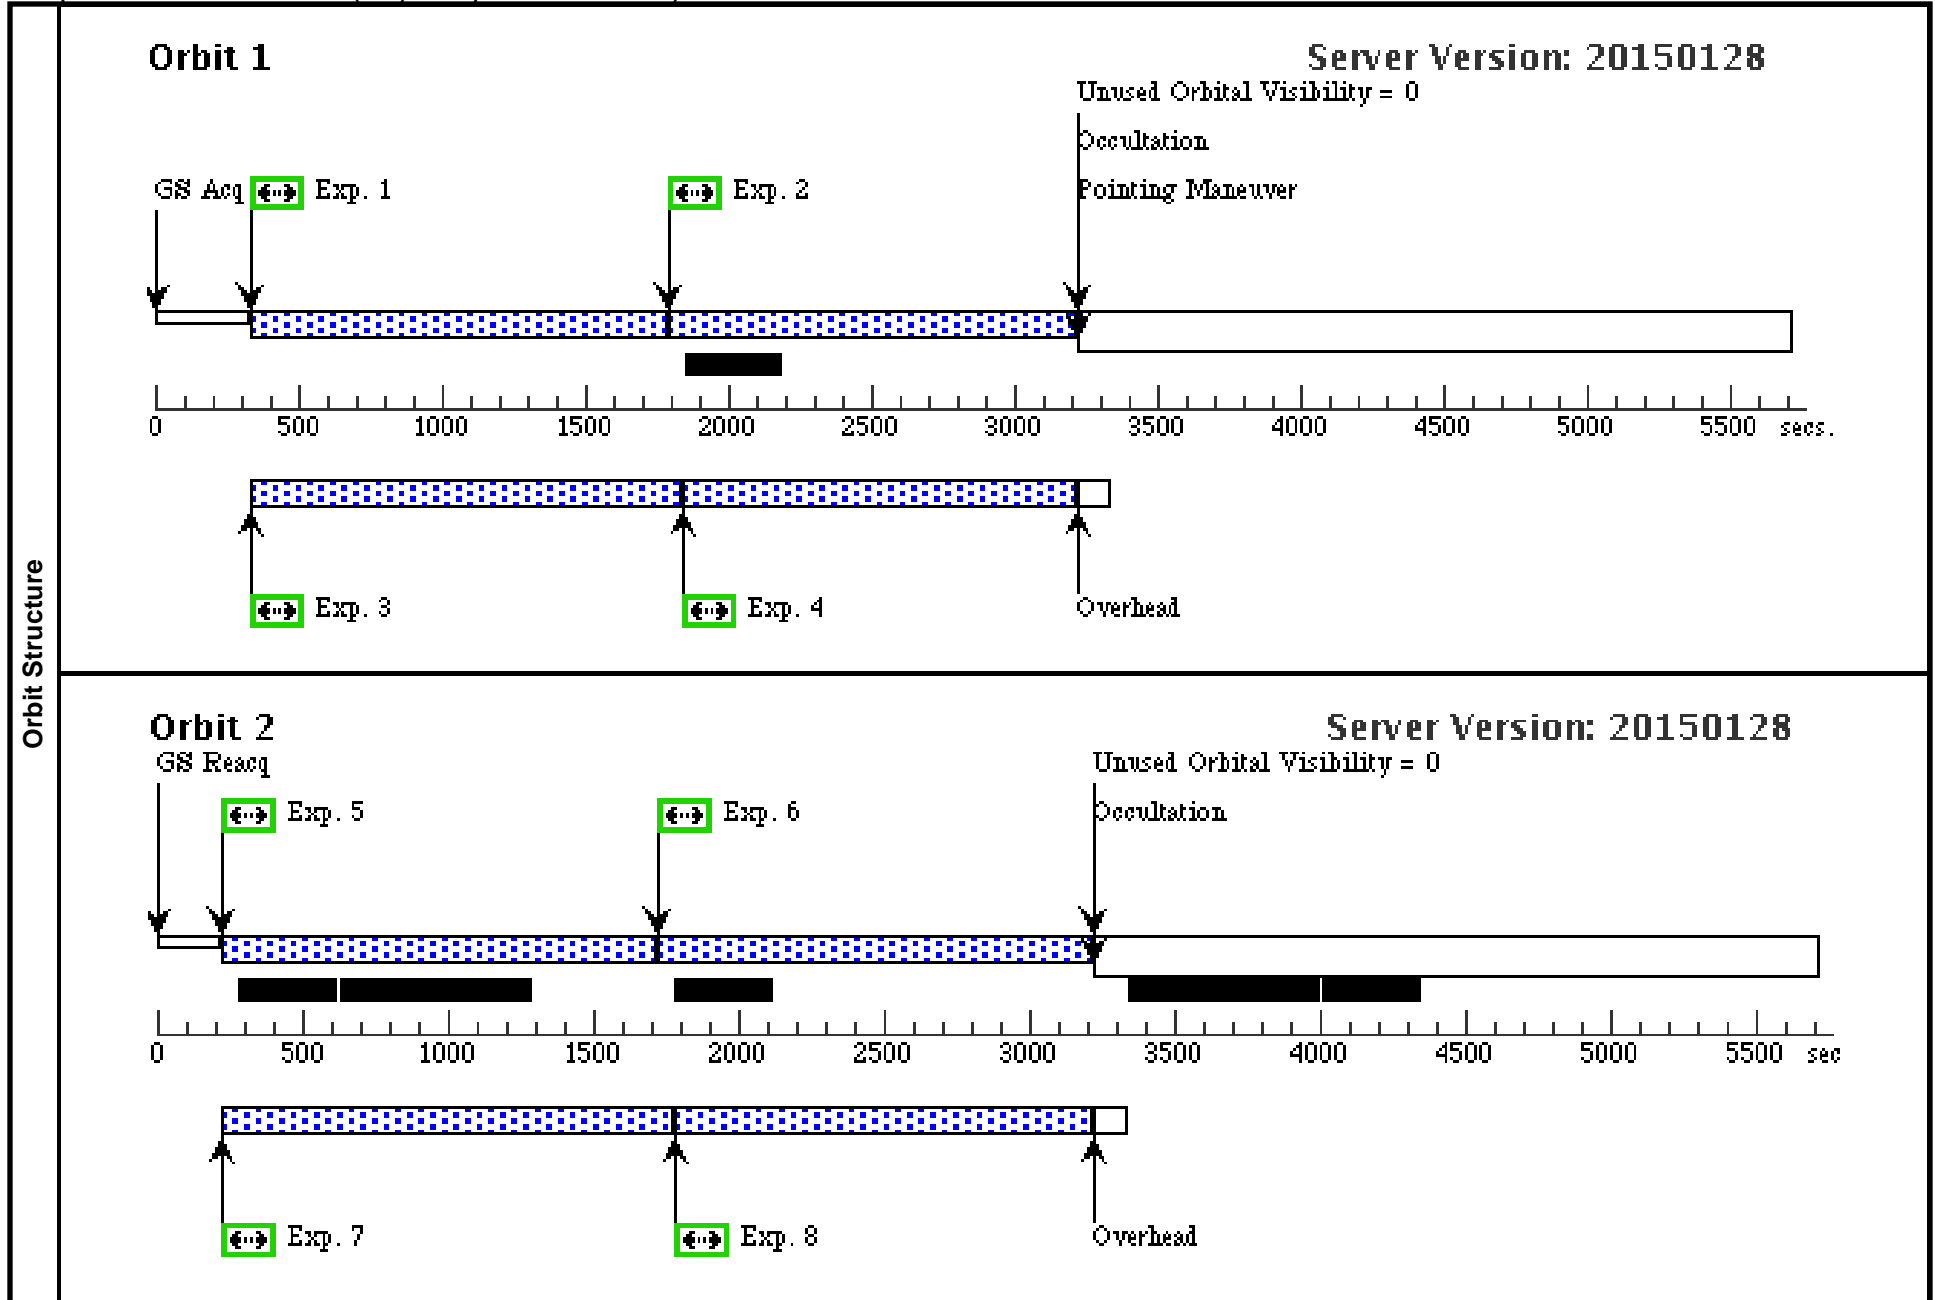 Orbit Structure
Orbit 1
Server Version: 20150128
Unused Orbital Visibility = 0
Occultation
GS Acq
Exp. 1
Exp. 2
Pointing Maneuver
0 500 1000 1500 2000 2500 3000 3500 4000 4500 5000 5500 secs.
Exp. 3
Exp. 4
Overhead
Orbit 2
Server Version: 20150128
GS Reacq
Unused Orbital Visibility = 0
Exp. 5
Exp. 6
Occultation
0 500 1000 1500 2000 2500 3000 3500 4000 4500 5000 5500 sec
Exp. 7
Exp. 8
Overhead